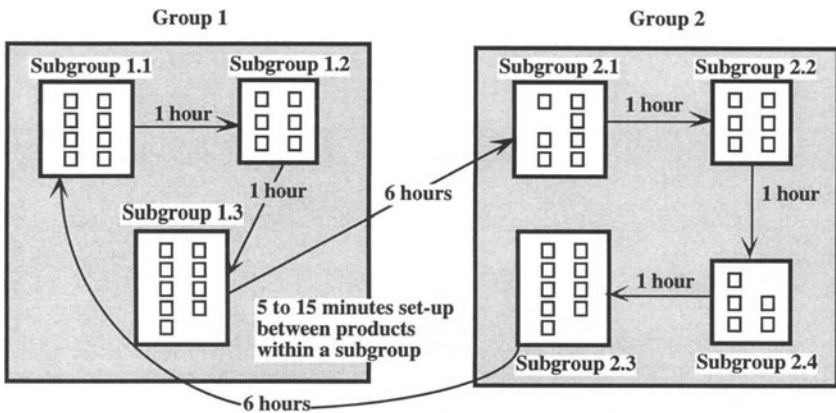 Group 1
Group 2
Subgroup 1.1
Subgroup 1.2
Subgroup 2.1
Subgroup 2.2
1 hour
1 hour
1 hour
6 hours
1 hour
Subgroup 1.3
1 hour
5 to 15 minutes set-up
between products
within a subgroup
Subgroup 2.3
Subgroup 2.4
6 hours